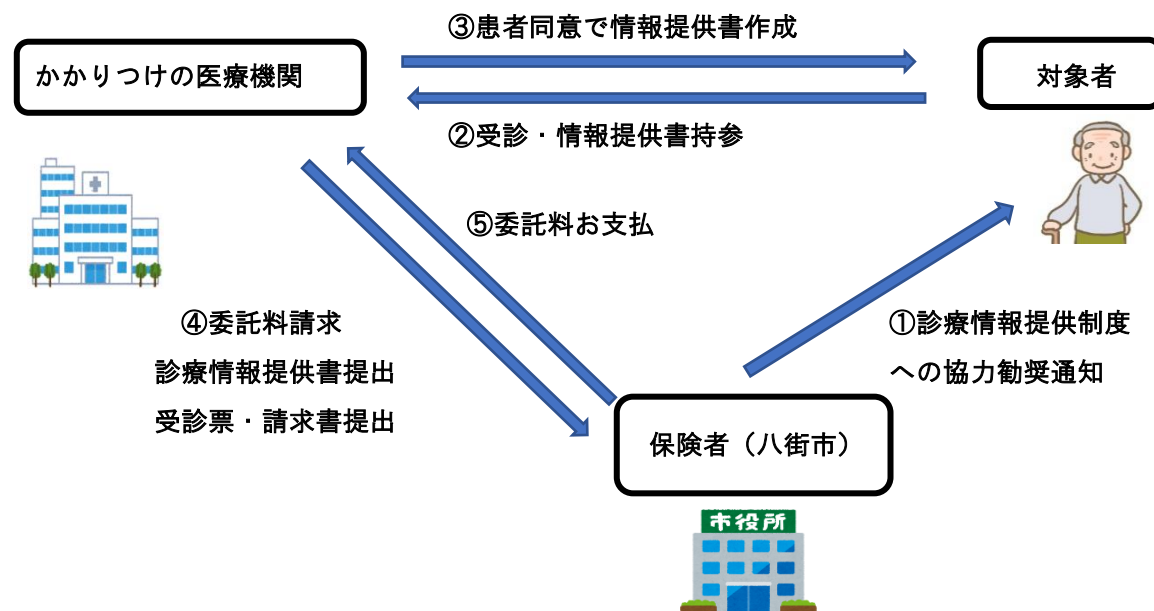 ③患者同意で情報提供書作成
かかりつけの医療機関
対象者
②受診・情報提供書持参
⑤委託料お支払
④委託料請求
診療情報提供書提出
受診票・請求書提出
①診療情報提供制度
への協力勧奨通知
保険者（八街市）
市役所